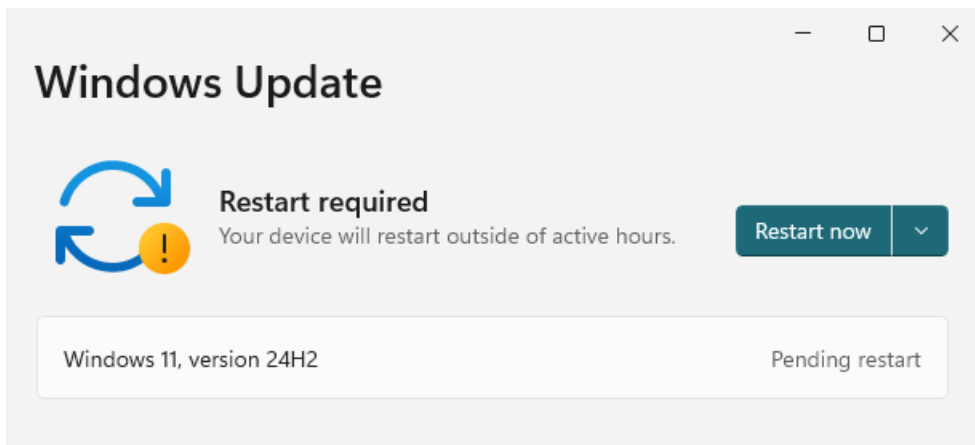 Windows Update
Restart required
Your device will restart outside of active hours.
Restart now
Windows 11, version 24H2
Pending restart